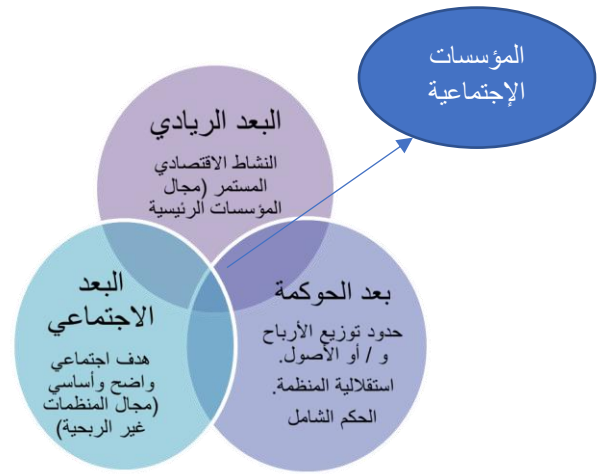 المؤسسات
الإجتماعية
البعد الريادي
النشاط الاقتصادي
المستمر (مجال
المؤسسات الرئيسية
بعد الحوكمة
حدود توزيع الأرباح
و / أو الأصول.
استقلالية المنظمة.
الحكم الشامل
البعد
الاجتماعي
هدف اجتماعي
واضح وأساسي
(مجال المنظمات
غير الربحية)